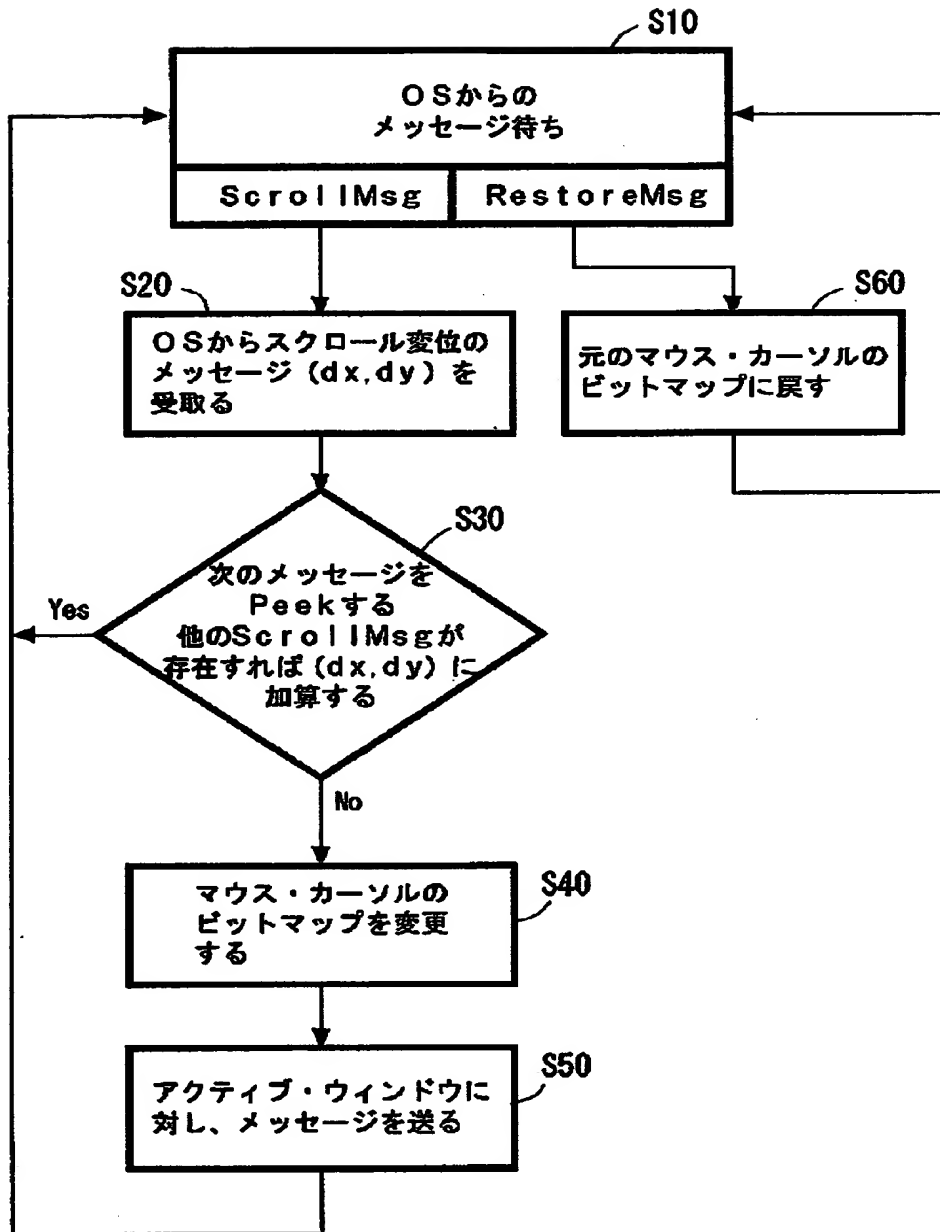 S10
OSからの
メッセージ待ち
ScrollMsg
RestoreMsg
S20
OSからスクロール変位の
メッセージ(dx,dy)を
受取る
S60
元のマウス・カーソルの
ビットマップに戻す
S30
次のメッセージを
Peekする
他のScrollMsgが
存在すれば(dx,dy)に
加算する
Yes
No
S40
マウス・カーソルの
ビットマップを変更
する
S50
アクティブ・ウィンドウに
対し、メッセージを送る